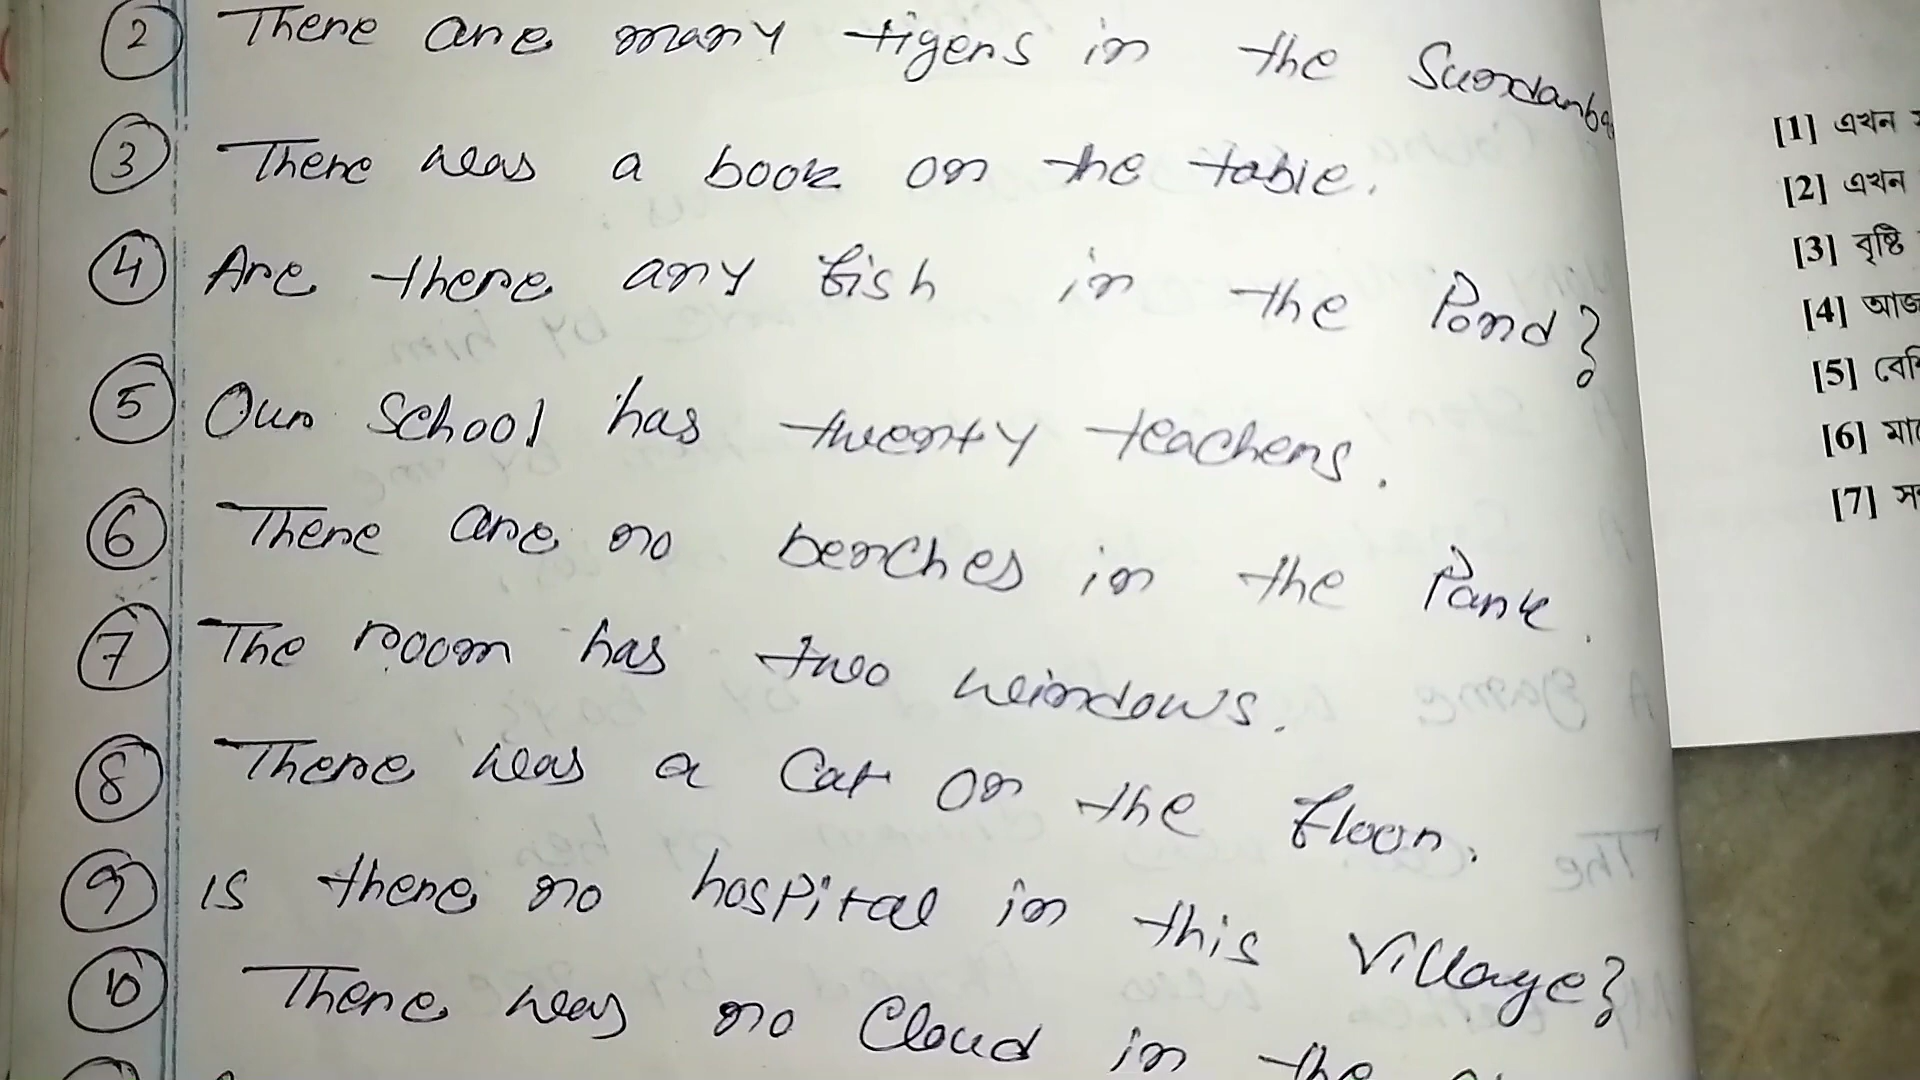 2 There are many tigers in the
3 There was a book on the table.
4 Are there any fish in the Pond?
5 Our School has twenty teachers.
6 There are no benches in the Park.
7 The room has two windows.
8 There was a Cat on the floor.
9 is there no hospital in this Village?
10 There was no Cloud in the
[1] এখন
[2] এখন
[3] বৃষ্টি
[4]
[5]
[6]
[7]